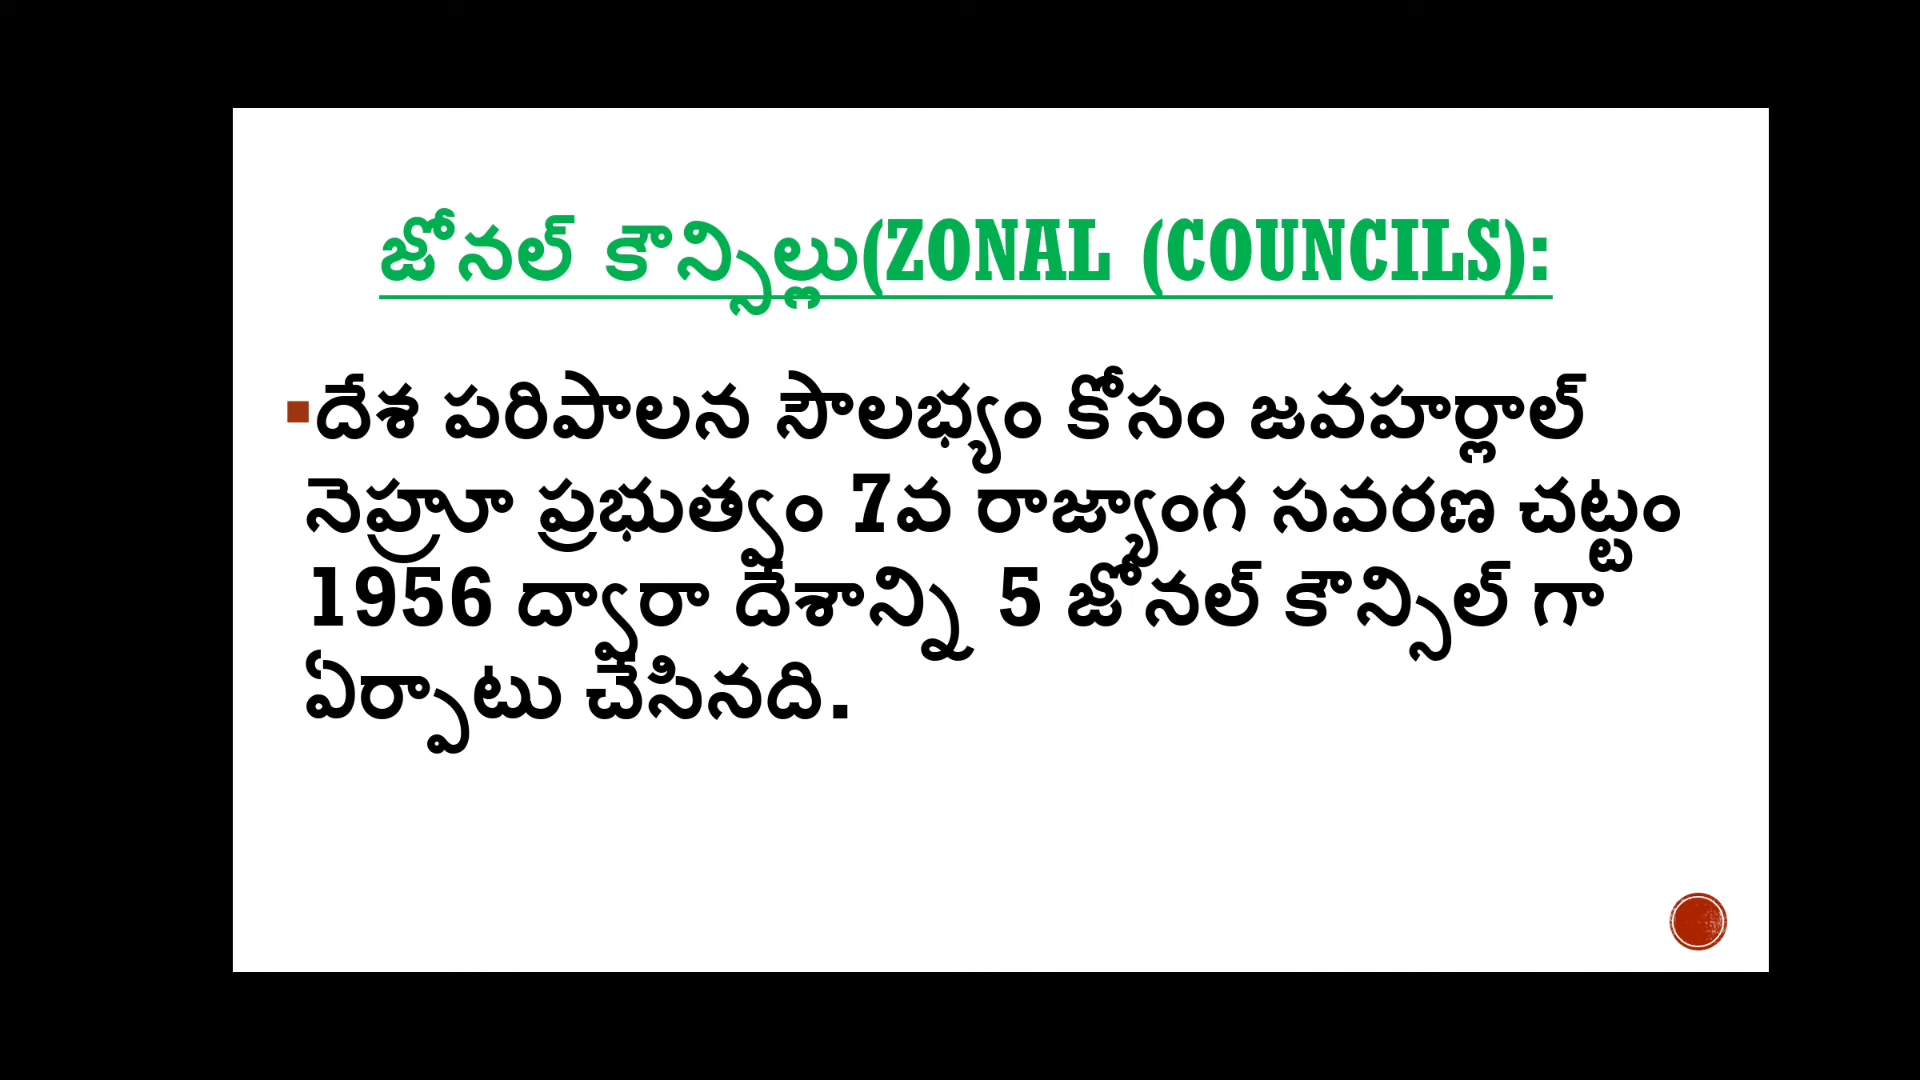 జోనల్ కౌన్సిల్లు(ZONAL (COUNCILS):
▪దేశ పరిపాలన సౌలభ్యం కోసం జవహర్లాల్
నెహ్రూ ప్రభుత్వం 7వ రాజ్యాంగ సవరణ చట్టం
1956 ద్వారా దేశాన్ని 5 జోనల్ కౌన్సిల్ గా
ఏర్పాటు చేసినది.